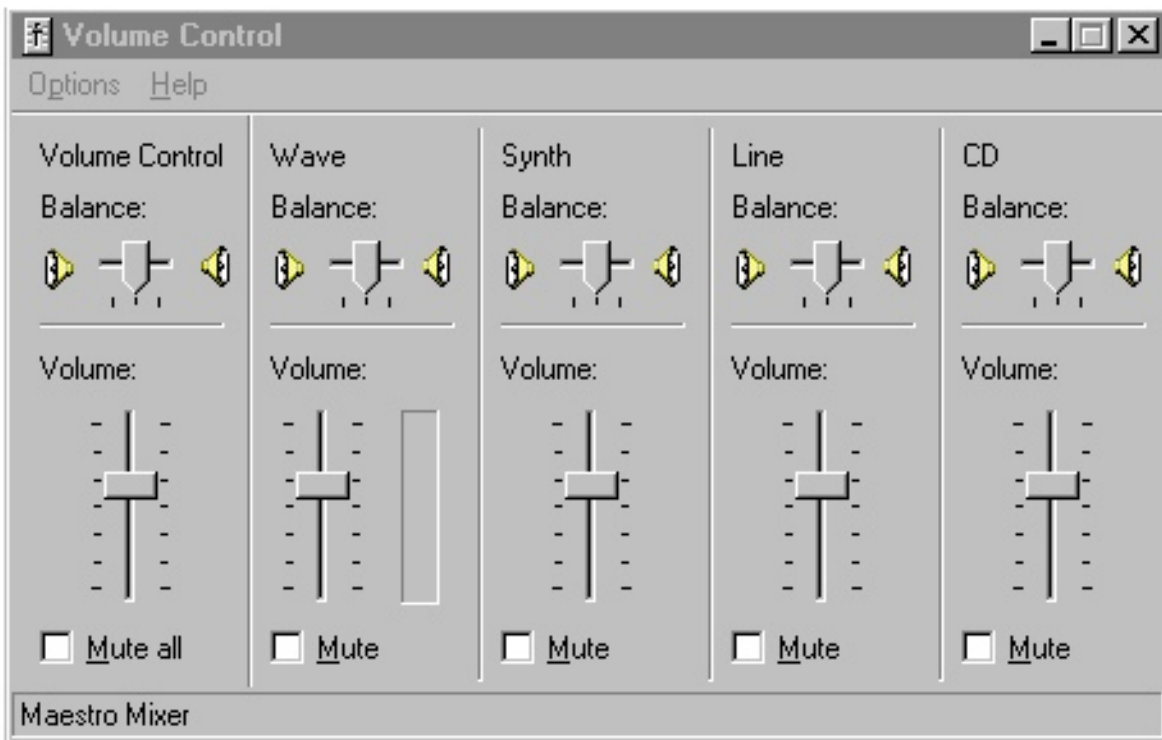 Volume Control
Options Help
Volume Control
Balance:
Volume:
Mute all
Wave
Balance:
Volume:
Mute
Synth
Balance:
Volume:
Mute
Line
Balance:
Volume:
Mute
CD
Balance:
Volume:
Mute
Maestro Mixer